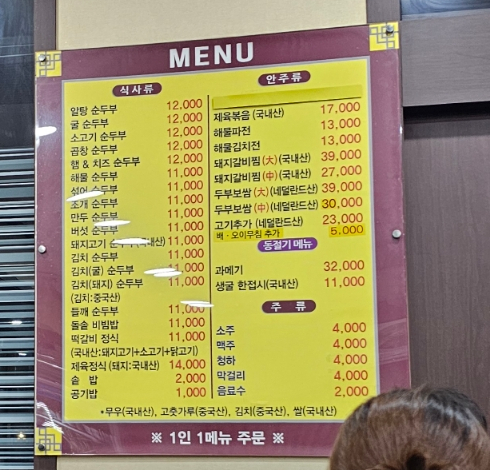 MENU
식사류
알탕 순두부 12,000
굴 순두부 12,000
소고기 순두부 12,000
곱창 순두부 12,000
햄 & 치즈 순두부 12,000
해물 순두부 11,000
섞어 순두부 11,000
조개 순두부 11,000
만두 순두부 11,000
버섯 순두부 11,000
돼지고기 순두부(국내산) 11,000
김치 순두부 11,000
김치(굴) 순두부 11,000
김치(돼지) 순두부 11,000
(김치:중국산)
들깨 순두부 11,000
돌솥 비빔밥 11,000
떡갈비 정식 11,000
(국내산:돼지고기+소고기+닭고기)
제육정식 (돼지:국내산) 14,000
솥 밥 2,000
공기밥 1,000
안주류
제육볶음 (국내산) 17,000
해물파전 13,000
해물김치전 13,000
돼지갈비찜 (大) (국내산) 39,000
돼지갈비찜 (中) (국내산) 27,000
두부보쌈 (大) (네덜란드산) 39,000
두부보쌈 (中) (네덜란드산) 30,000
고기추가 (네덜란드산) 23,000
배·오이무침 추가 5,000
동절기 메뉴
과메기 32,000
생굴 한접시(국내산) 11,000
주 류
소주 4,000
맥주 4,000
청하 4,000
막걸리 4,000
음료수 2,000
•무우(국내산), 고춧가루(중국산), 김치(중국산), 쌀(국내산)
※ 1인 1메뉴 주문 ※